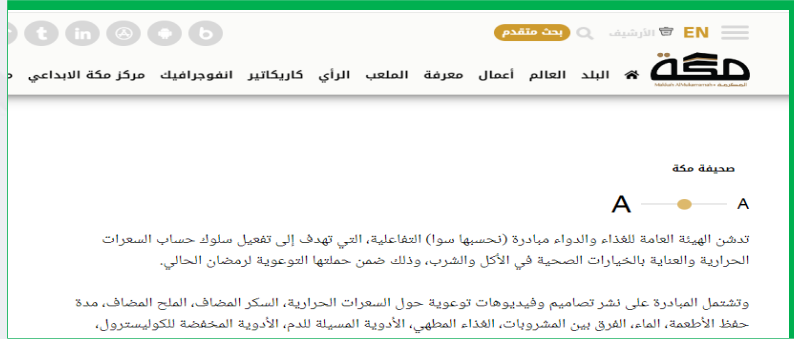 EN الأرشيف بحث متقدم
مكة
البلد العالم أعمال معرفة الملعب الرأي كاريكاتير انفوجرافيك مركز مكة الابداعي
صحيفة مكة
A A
تدشن الهيئة العامة للغذاء والدواء مبادرة (نحسبها سوا) التفاعلية، التي تهدف إلى تفعيل سلوك حساب السعرات
الحرارية والعناية بالخيارات الصحية في الأكل والشرب، وذلك ضمن حملتها التوعوية لرمضان الحالي.
وتشتمل المبادرة على نشر تصاميم وفيديوهات توعوية حول السعرات الحرارية، السكر المضاف، الملح المضاف، مدة
حفظ الأطعمة، الماء، الفرق بين المشروبات، الغذاء المطهي، الأدوية المسيلة للدم، الأدوية المخفضة للكوليسترول،